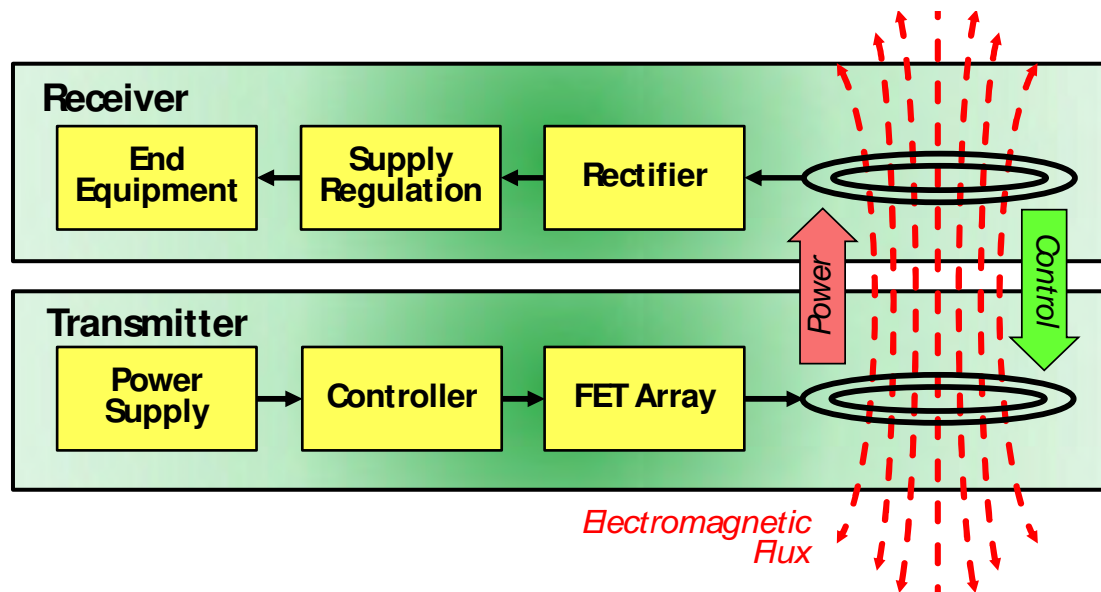 Receiver
End
Equipment
Supply
Regulation
Rectifier
Power
Control
Transmitter
Power
Supply
Controller
FET Array
Electromagnetic
Flux